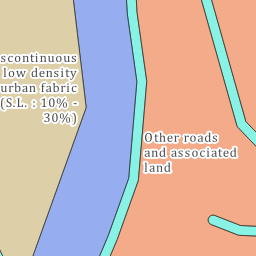 scontinuous
low density
urban fabric
(S.L. : 10% -
30%)
Other roads
and associated
land